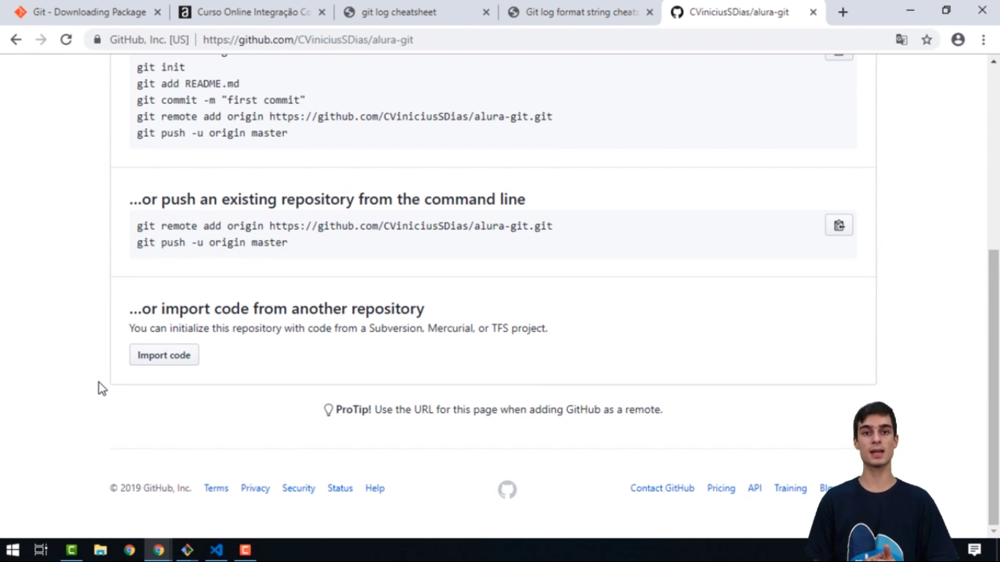 Git - Downloading Package
Curso Online Integração Co
git log cheatsheet
Git log format string cheats
CViniciusSDias/alura-git
GitHub, Inc. [US]
https://github.com/CViniciusSDias/alura-git
git init
git add README.md
git commit -m "first commit"
git remote add origin https://github.com/CViniciusSDias/alura-git.git
git push -u origin master
...or push an existing repository from the command line
git remote add origin https://github.com/CViniciusSDias/alura-git.git
git push -u origin master
...or import code from another repository
You can initialize this repository with code from a Subversion, Mercurial, or TFS project.
Import code
ProTip! Use the URL for this page when adding GitHub as a remote.
© 2019 GitHub, Inc. Terms Privacy Security Status Help
Contact GitHub Pricing API Training